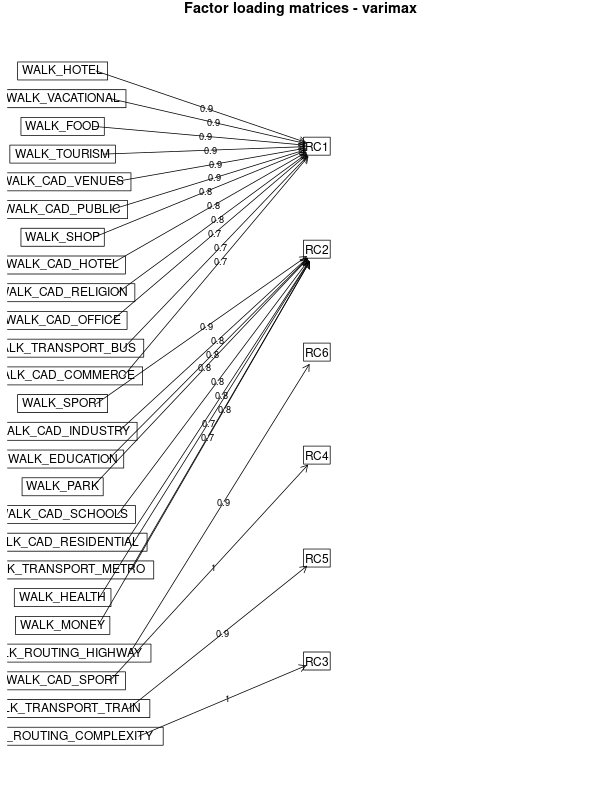 Factor loading matrices - varimax
WALK_HOTEL
WALK_VACATIONAL
WALK_FOOD
WALK_TOURISM
WALK_CAD_VENUES
WALK_CAD_PUBLIC
WALK_SHOP
WALK_CAD_HOTEL
WALK_CAD_RELIGION
WALK_CAD_OFFICE
ALK_TRANSPORT_BUS
ALK_CAD_COMMERCE
WALK_SPORT
ALK_CAD_INDUSTRY
WALK_EDUCATION
WALK_PARK
ALK_CAD_SCHOOLS
LK_CAD_RESIDENTIAL
K_TRANSPORT_METRO
WALK_HEALTH
WALK_MONEY
LK_ROUTING_HIGHWAY
WALK_CAD_SPORT
LK_TRANSPORT_TRAIN
_ROUTING_COMPLEXITY
0.9
0.9
0.9
0.9
0.9
0.9
0.8
0.8
0.8
0.7
0.7
0.7
0.9
0.8
0.8
0.8
0.8
0.8
0.8
0.7
0.7
0.9
1
0.9
1
RC1
RC2
RC6
RC4
RC5
RC3